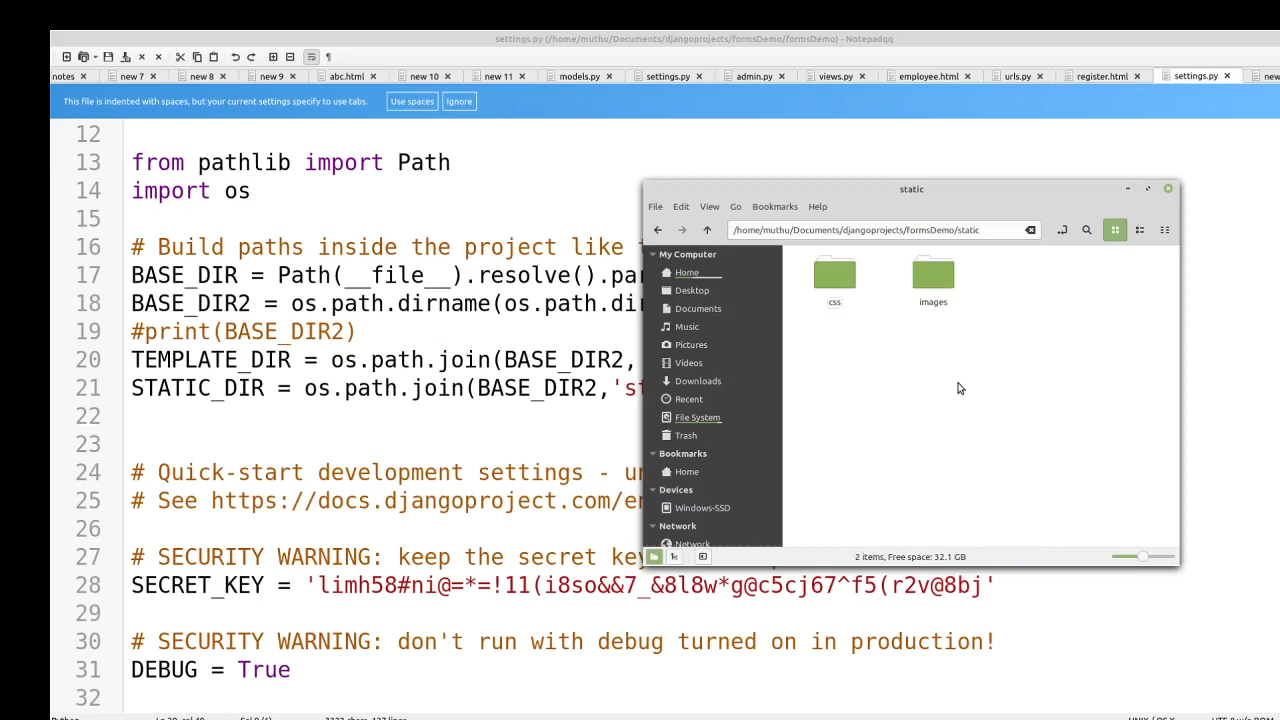 settings.py (/home/muthu/Documents/djangoprojects/formsDemo/formsDemo) - Notepadqq
notes new 7 new 8 new 9 abc.html new 10 new 11 models.py settings.py admin.py views.py employee.html urls.py register.html settings.py new
This file is indented with spaces, but your current settings specify to use tabs. Use spaces Ignore
12
13 from pathlib import Path
14 import os
15
16 # Build paths inside the project like
17 BASE_DIR = Path(__file__).resolve().par
18 BASE_DIR2 = os.path.dirname(os.path.dir
19 #print(BASE_DIR2)
20 TEMPLATE_DIR = os.path.join(BASE_DIR2,
21 STATIC_DIR = os.path.join(BASE_DIR2,'st
22
23
24 # Quick-start development settings - un
25 # See https://docs.djangoproject.com/en
26
27 # SECURITY WARNING: keep the secret key
28 SECRET_KEY = 'limh58#ni@=*=!11(i8so&&7_&8l8w*g@c5cj67^f5(r2v@8bj'
29
30 # SECURITY WARNING: don't run with debug turned on in production!
31 DEBUG = True
32
static
File Edit View Go Bookmarks Help
/home/muthu/Documents/djangoprojects/formsDemo/static
My Computer
Home
Desktop
Documents
Music
Pictures
Videos
Downloads
Recent
File System
Trash
Bookmarks
Home
Devices
Windows-SSD
Network
Network
css images
2 items, Free space: 32.1 GB